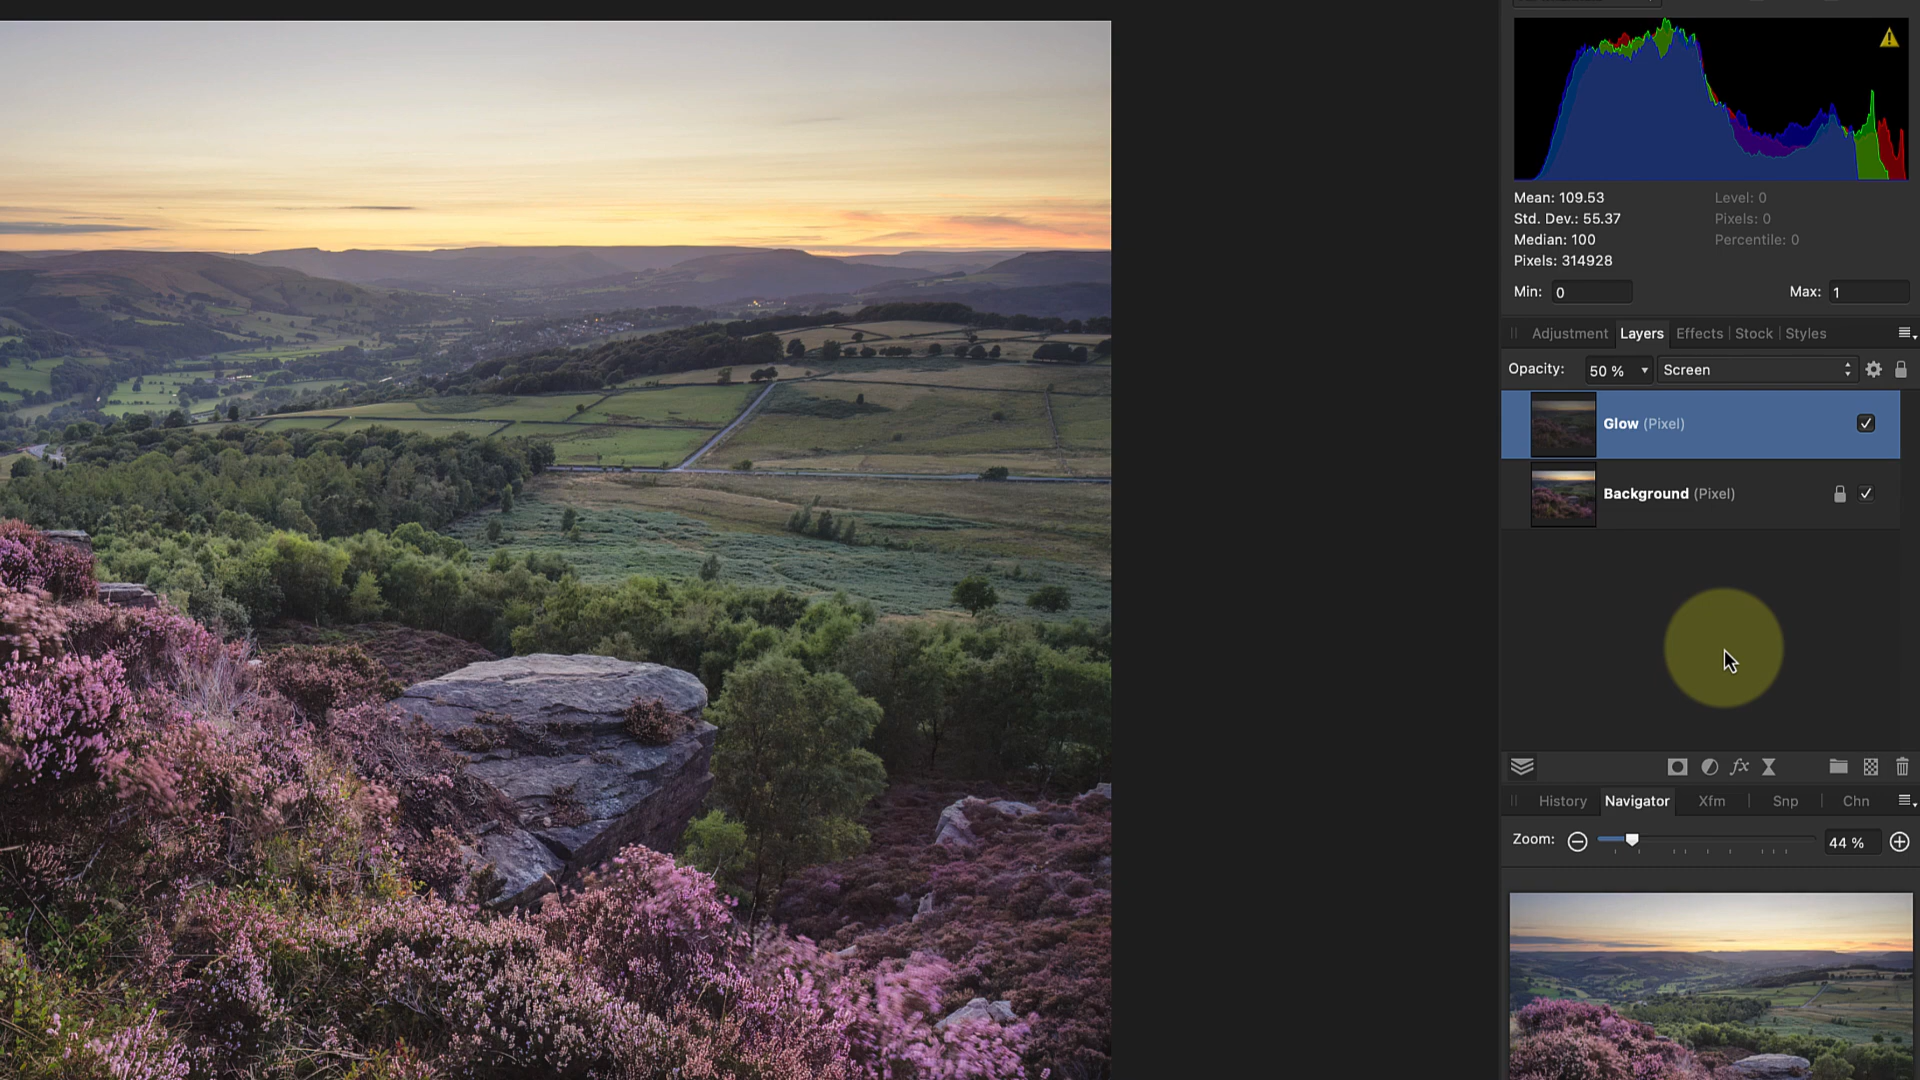 Mean: 109.53 Level: 0
Std. Dev.: 55.37 Pixels: 0
Median: 100 Percentile: 0
Pixels: 314928
Min: 0 Max: 1
Adjustment Layers Effects Stock Styles
Opacity: 50 % Screen
Glow (Pixel)
Background (Pixel)
fx
History Navigator Xfm Snp Chn
Zoom: 44 %